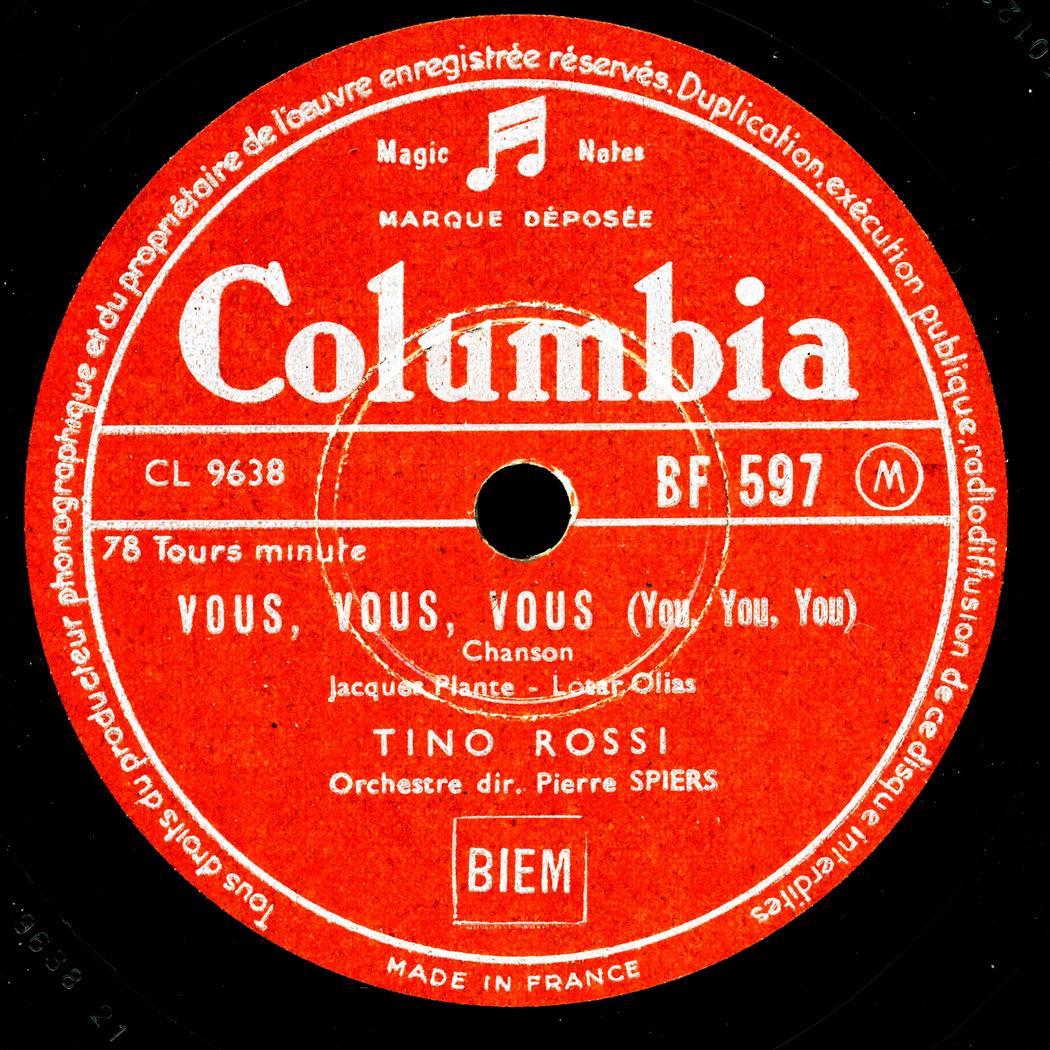 Tous droits du producteur phonographique et du propriétaire de l'œuvre enregistrée réservés. Duplication, exécution publique, radiodiffusion de ce disque interdites
Magic Notes
MARQUE DÉPOSÉE
Columbia
CL 9638 BF 597 M
78 Tours minute
VOUS, VOUS, VOUS (You, You, You)
Chanson
Jacques Plante - Lotar Olias
TINO ROSSI
Orchestre dir. Pierre SPIERS
BIEM
MADE IN FRANCE
9638 21